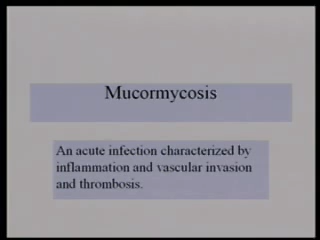 Mucormycosis
An acute infection characterized by
inflammation and vascular invasion
and thrombosis.